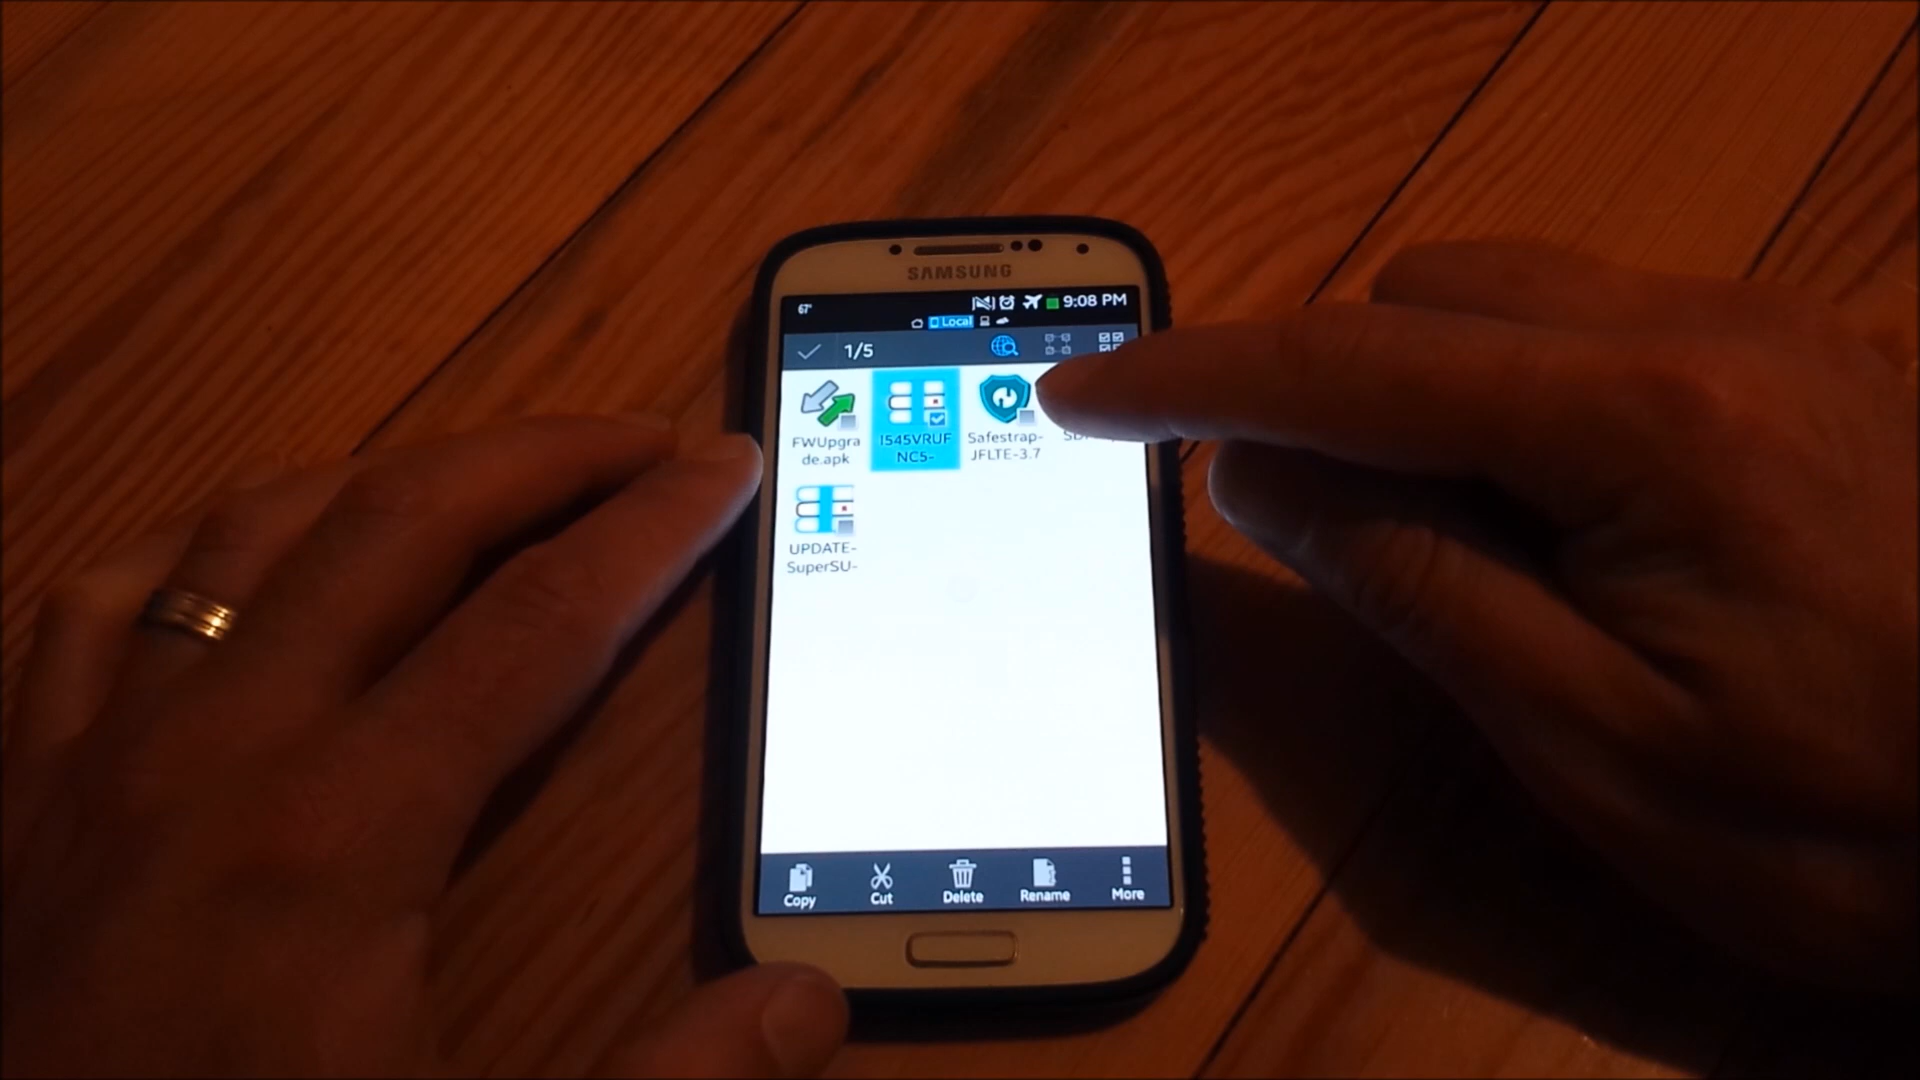 SAMSUNG
67°
9:08 PM
Local
1/5
FWUpgra
de.apk
I545VRUF
NC5-
Safestrap-
JFLTE-3.7
UPDATE-
SuperSU-
Copy
Cut
Delete
Rename
More